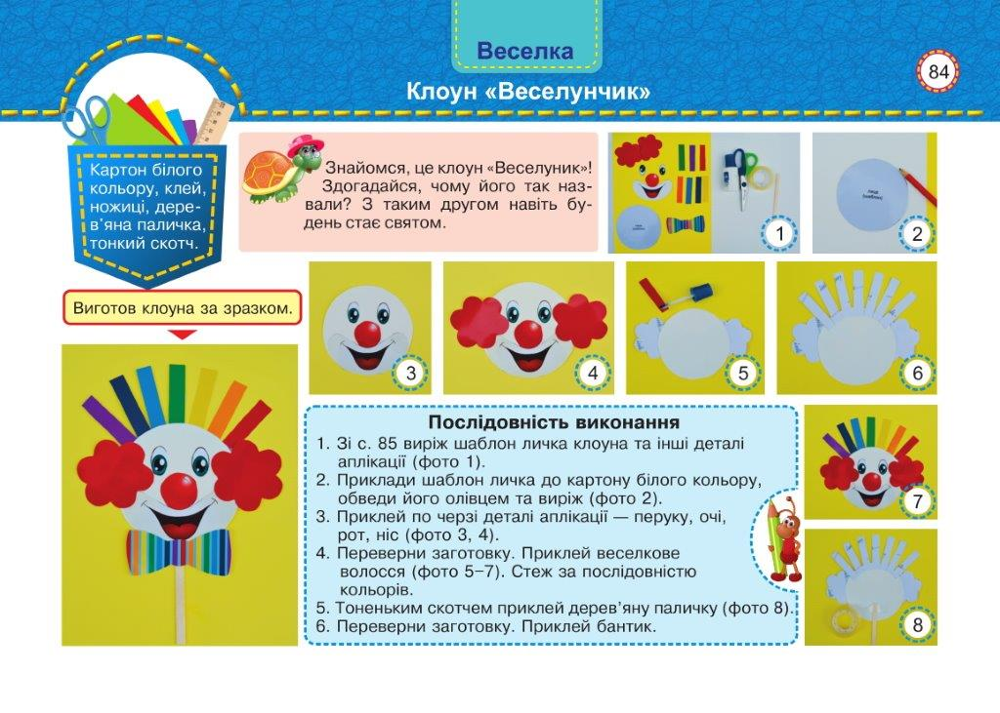 Веселка
Клоун «Веселунчик»
84
Картон білого
кольору, клей,
ножиці, дере-
в’яна паличка,
тонкий скотч.
Знайомся, це клоун «Веселуник»!
Здогадайся, чому його так наз-
вали? З таким другом навіть бу-
день стає святом.
1
2
Виготов клоуна за зразком.
3
4
5
6
Послідовність виконання
1. Зі с. 85 виріж шаблон личка клоуна та інші деталі
аплікації (фото 1).
2. Приклади шаблон личка до картону білого кольору,
обведи його олівцем та виріж (фото 2).
3. Приклей по черзі деталі аплікації — перуку, очі,
рот, ніс (фото 3, 4).
4. Переверни заготовку. Приклей веселкове
волосся (фото 5–7). Стеж за послідовністю
кольорів.
5. Тоненьким скотчем приклей дерев’яну паличку (фото 8).
6. Переверни заготовку. Приклей бантик.
7
8